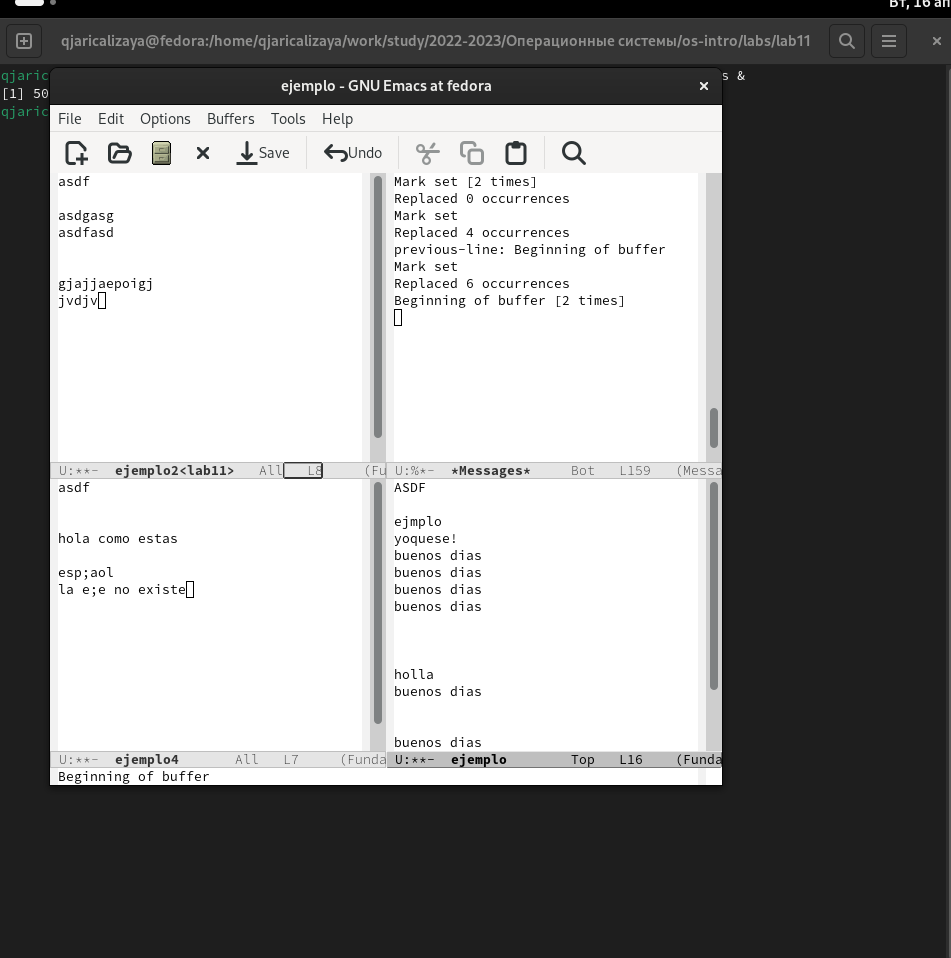 Вт, 16 ап
qjaricalizaya@fedora:/home/qjaricalizaya/work/study/2022-2023/Операционные системы/os-intro/labs/lab11
qjaric
s &
[1] 50
qjaric
ejemplo - GNU Emacs at fedora
File Edit Options Buffers Tools Help
Save Undo
asdf
asdgasg
asdfasd
gjajjaepoigj
jvdjv
U:**- ejemplo2<lab11> All L8 (Fu
Mark set [2 times]
Replaced 0 occurrences
Mark set
Replaced 4 occurrences
previous-line: Beginning of buffer
Mark set
Replaced 6 occurrences
Beginning of buffer [2 times]
U:%*- *Messages* Bot L159 (Messa
asdf
hola como estas
esp;aol
la e;e no existe
U:**- ejemplo4 All L7 (Funda
ASDF
ejmplo
yoquese!
buenos dias
buenos dias
buenos dias
buenos dias
holla
buenos dias
buenos dias
U:**- ejemplo Top L16 (Funda
Beginning of buffer